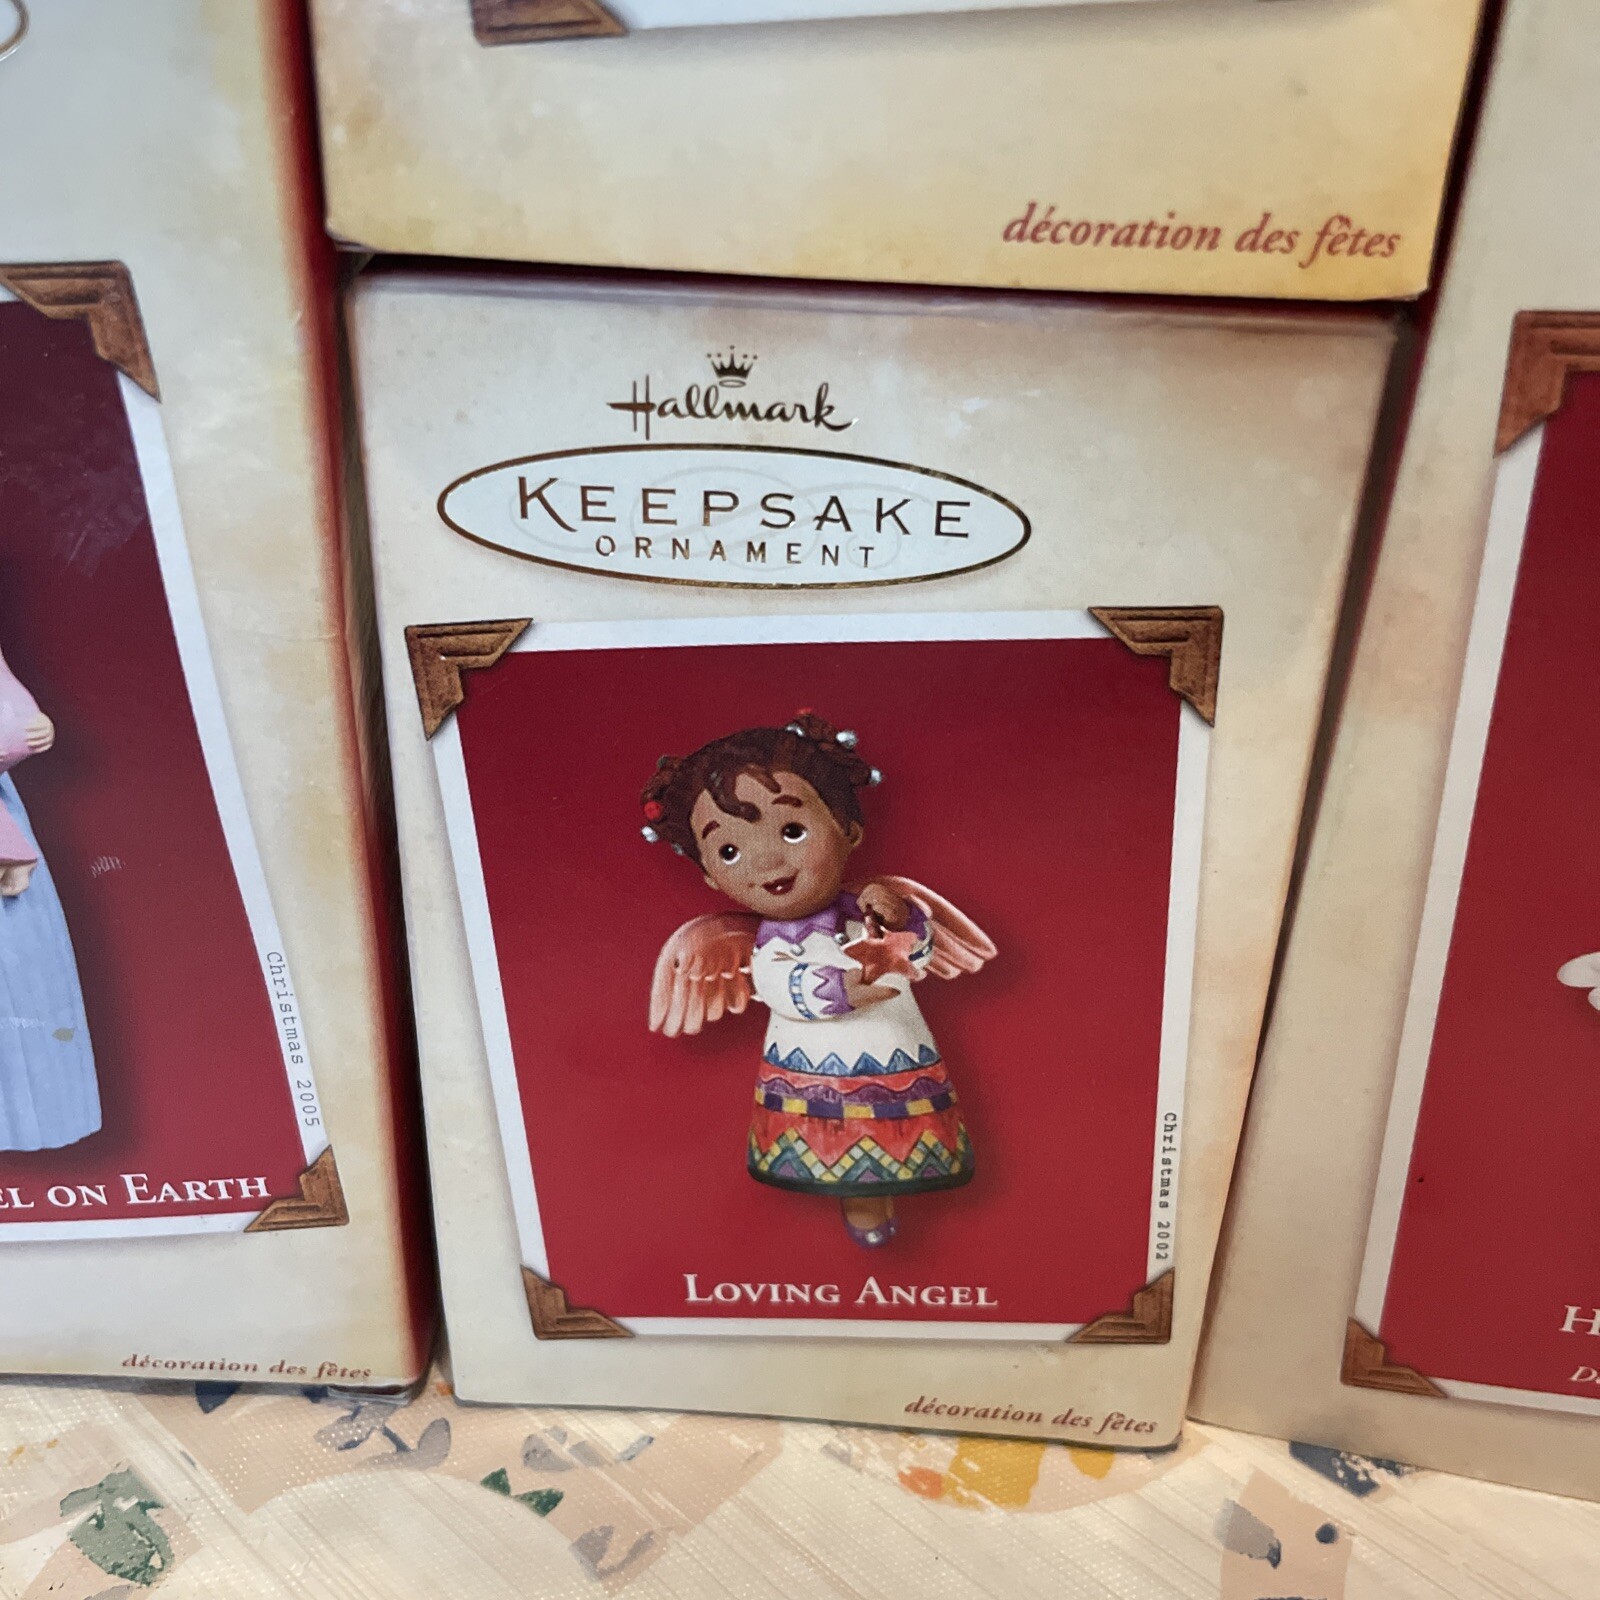 décoration des fêtes
Hallmark
KEEPSAKE
ORNAMENT
Christmas 2002
LOVING ANGEL
décoration des fêtes
Christmas 2005
ON EARTH
décoration des fêtes